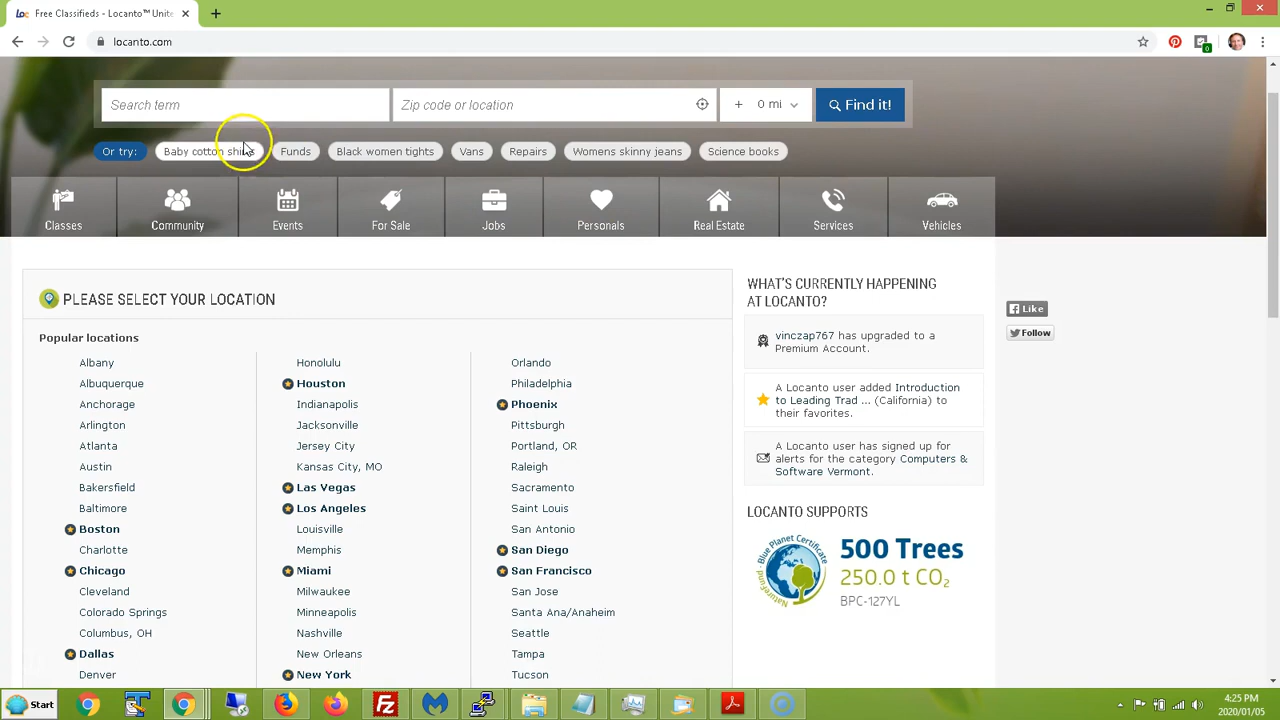 Free Classifieds - Locanto™ Unite
locanto.com
0
Search term
Zip code or location
+ 0 mi
Find it!
Or try:
Baby cotton
Funds
Black women tights
Vans
Repairs
Womens skinny jeans
Science books
Classes
Community
Events
For Sale
Jobs
Personals
Real Estate
Services
Vehicles
PLEASE SELECT YOUR LOCATION
Popular locations
Albany
Albuquerque
Anchorage
Arlington
Atlanta
Austin
Bakersfield
Baltimore
Boston
Charlotte
Chicago
Cleveland
Colorado Springs
Columbus, OH
Dallas
Denver
Honolulu
Houston
Indianapolis
Jacksonville
Jersey City
Kansas City, MO
Las Vegas
Los Angeles
Louisville
Memphis
Miami
Milwaukee
Minneapolis
Nashville
New Orleans
New York
Orlando
Philadelphia
Phoenix
Pittsburgh
Portland, OR
Raleigh
Sacramento
Saint Louis
San Antonio
San Diego
San Francisco
San Jose
Santa Ana/Anaheim
Seattle
Tampa
Tucson
WHAT'S CURRENTLY HAPPENING
AT LOCANTO?
vinczap767 has upgraded to a
Premium Account.
A Locanto user added Introduction
to Leading Trad ... (California) to
their favorites.
A Locanto user has signed up for
alerts for the category Computers &
Software Vermont.
LOCANTO SUPPORTS
Blue Planet Certificate
NatureFund
500 Trees
250.0 t CO₂
BPC-127YL
Like
Follow
Start
4:25 PM
2020/01/05